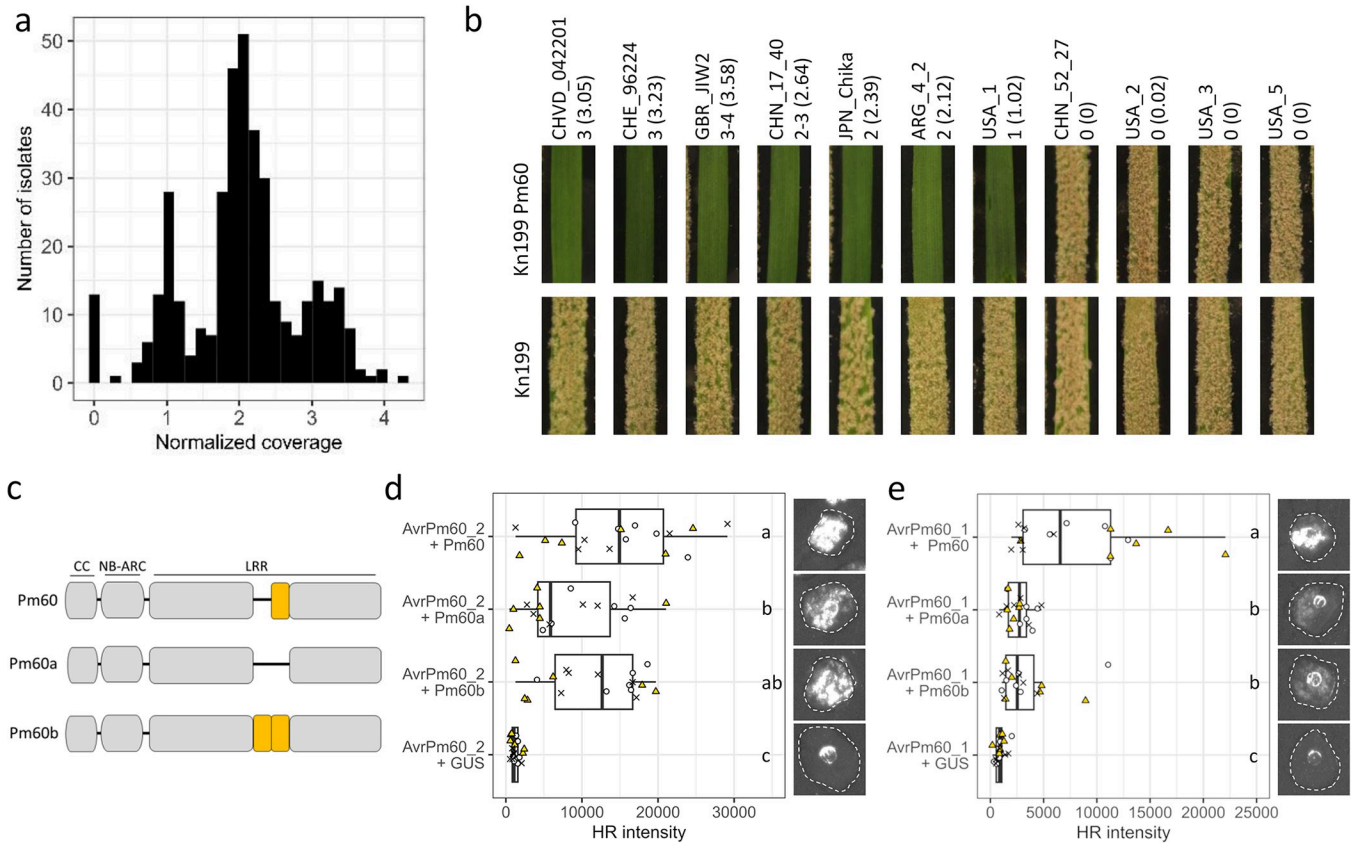 a
50
40
30
20
10
0
Number of isolates
0 1 2 3 4
Normalized coverage
b
CHVD_042201
3 (3.05)
CHE_96224
3 (3.23)
GBR_JIW2
3-4 (3.58)
CHN_17_40
2-3 (2.64)
JPN_Chika
2 (2.39)
ARG_4_2
2 (2.12)
USA_1
1 (1.02)
CHN_52_27
0 (0)
USA_2
0 (0.02)
USA_3
0 (0)
USA_5
0 (0)
Kn199 Pm60
Kn199
c
CC NB-ARC LRR
Pm60
Pm60a
Pm60b
d
AvrPm60_2
+ Pm60
a
AvrPm60_2
+ Pm60a
b
AvrPm60_2
+ Pm60b
ab
AvrPm60_2
+ GUS
c
0 10000 20000 30000
HR intensity
e
AvrPm60_1
+ Pm60
a
AvrPm60_1
+ Pm60a
b
AvrPm60_1
+ Pm60b
b
AvrPm60_1
+ GUS
c
0 5000 10000 15000 20000 25000
HR intensity